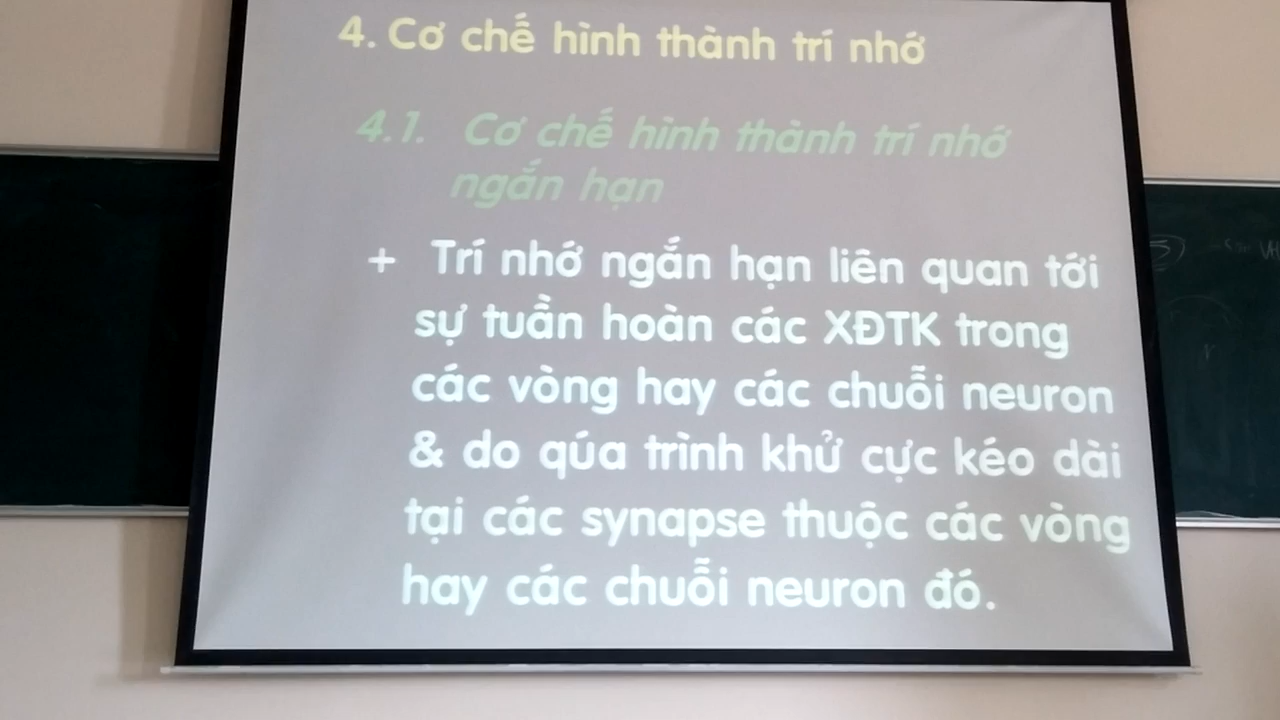 4. Cơ chế hình thành trí nhớ
4.1. Cơ chế hình thành trí nhớ
ngắn hạn
+ Trí nhớ ngắn hạn liên quan tới
sự tuần hoàn các XĐTK trong
các vòng hay các chuỗi neuron
& do qúa trình khử cực kéo dài
tại các synapse thuộc các vòng
hay các chuỗi neuron đó.